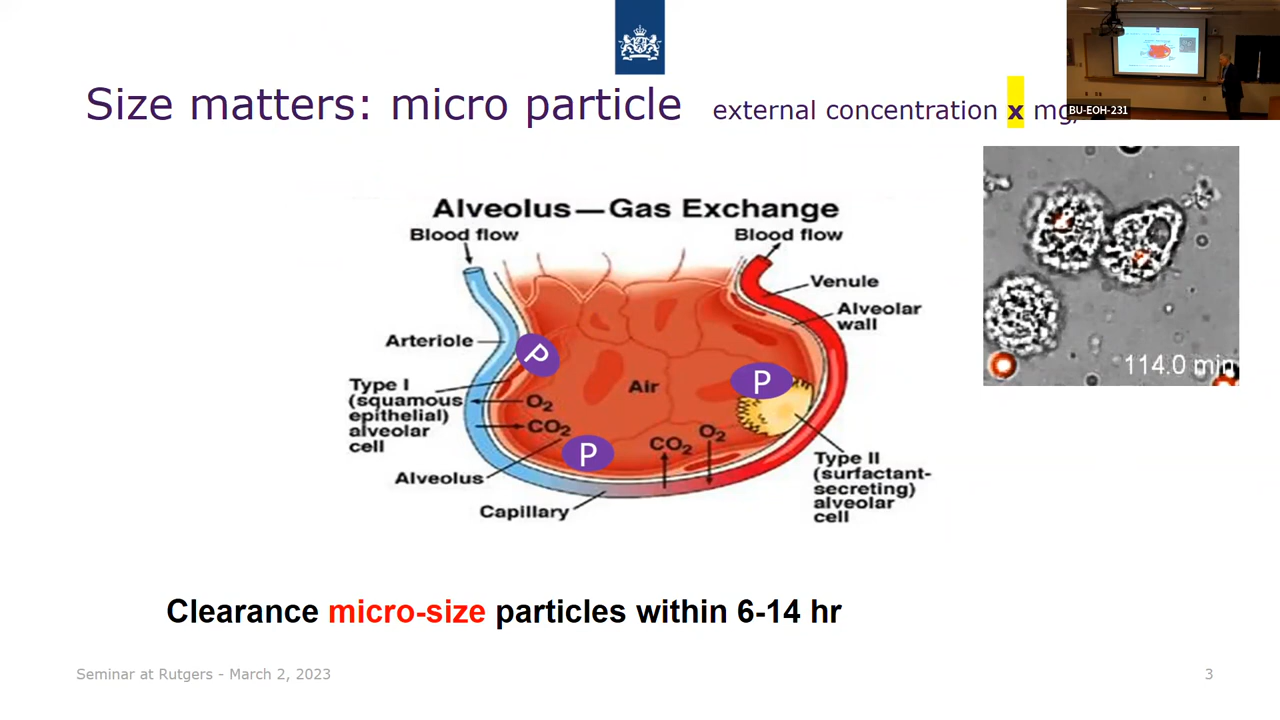 Size matters: micro particle external concentration x mg/
BU-EOH-231
Alveolus—Gas Exchange
Blood flow
Blood flow
Venule
Alveolar
wall
Arteriole
P
P
Air
Type I
(squamous
epithelial)
alveolar
cell
O2
CO2
P
CO2
O2
Alveolus
Capillary
Type II
(surfactant-
secreting)
alveolar
cell
114.0 min
Clearance micro-size particles within 6-14 hr
Seminar at Rutgers - March 2, 2023
3